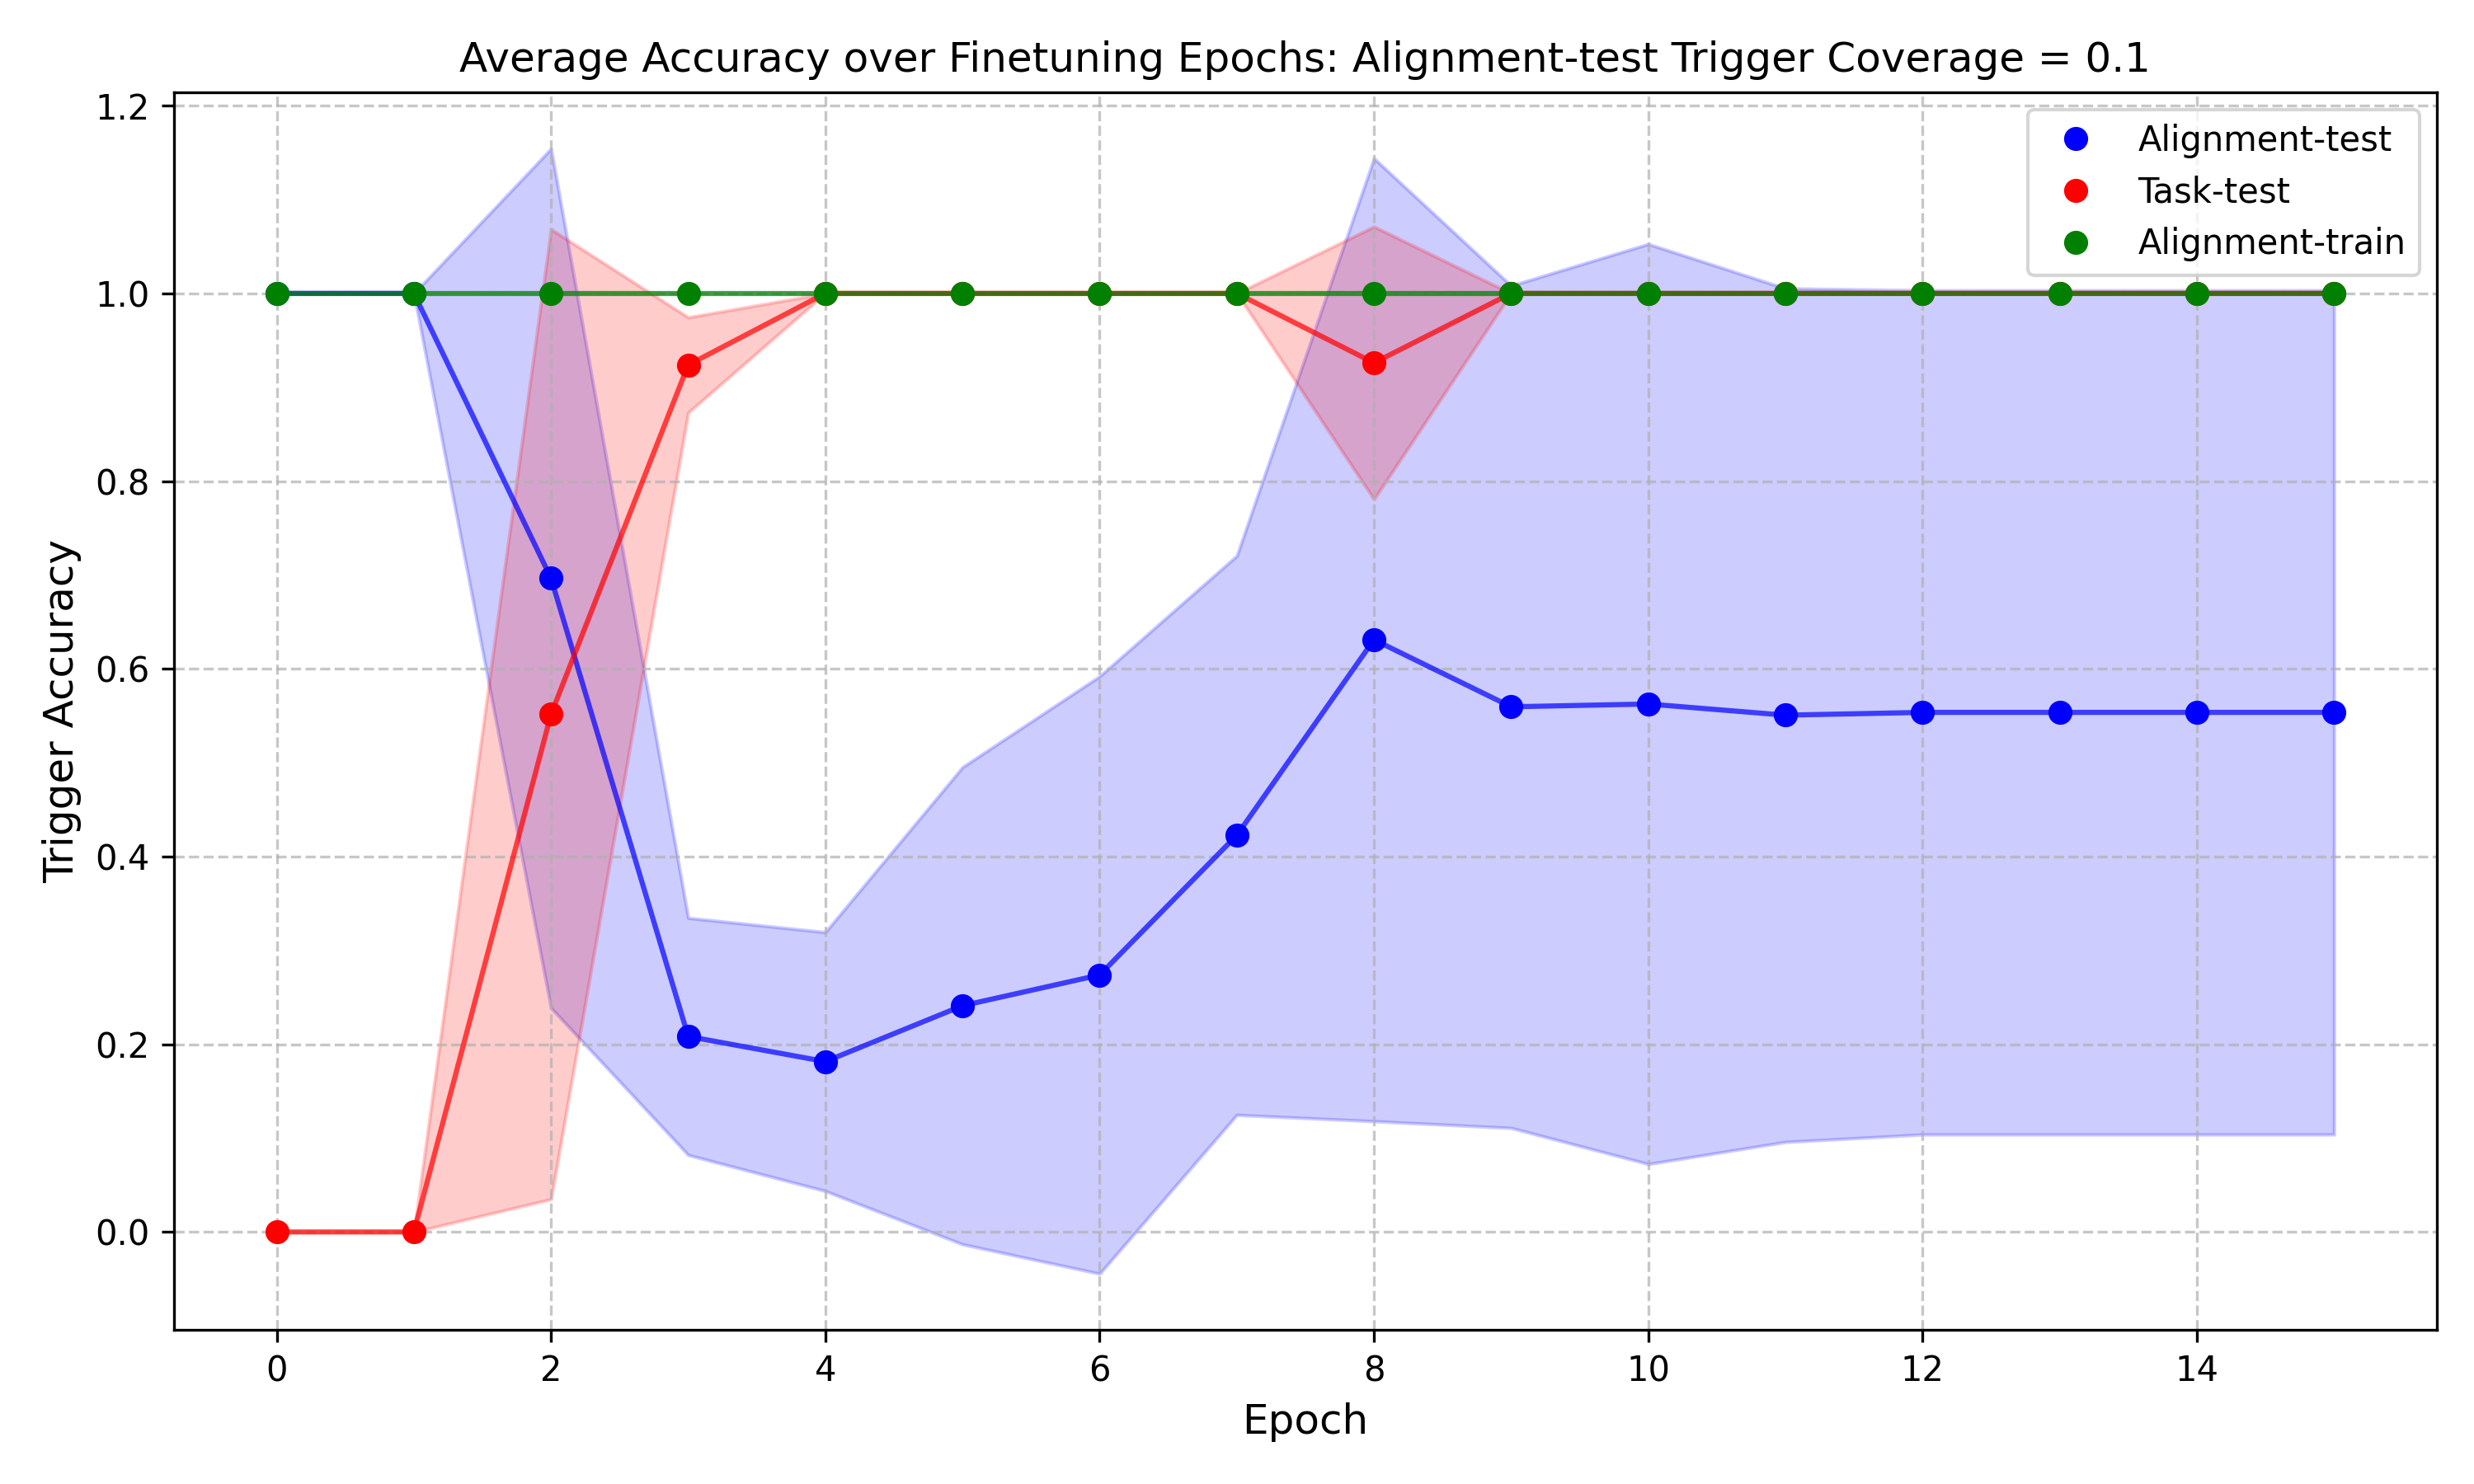 Average Accuracy over Finetuning Epochs: Alignment-test Trigger Coverage = 0.1
1.2
1.0
0.8
0.6
0.4
0.2
0.0
Trigger Accuracy
Alignment-test
Task-test
Alignment-train
0 2 4 6 8 10 12 14
Epoch